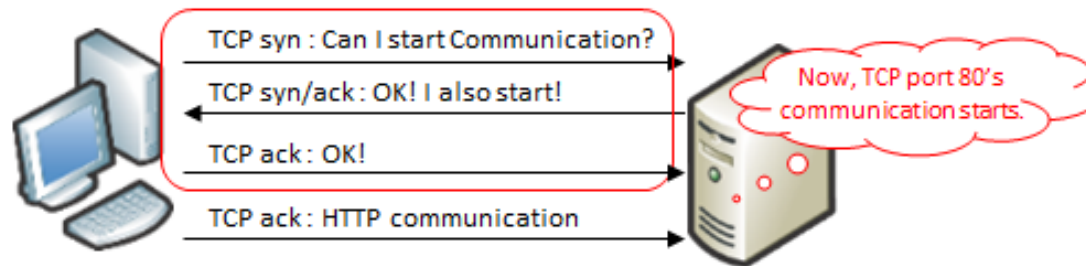 TCP syn : Can I start Communication?
TCP syn/ack : OK! I also start!
TCP ack : OK!
TCP ack : HTTP communication
Now, TCP port 80's
communication starts.